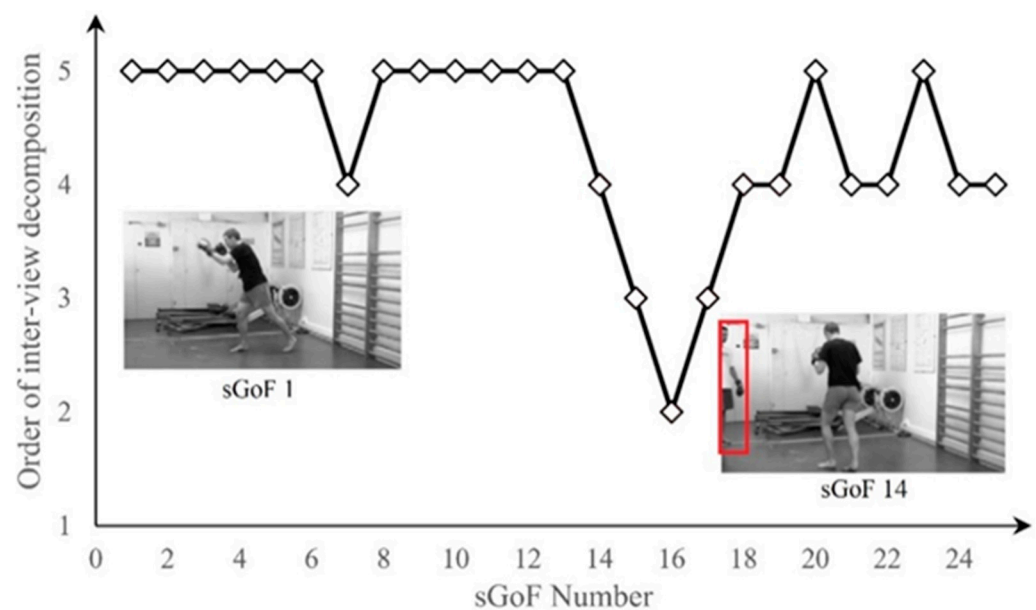 Order of inter-view decomposition
5
4
3
2
1
sGoF 1
sGoF 14
0 2 4 6 8 10 12 14 16 18 20 22 24
sGoF Number